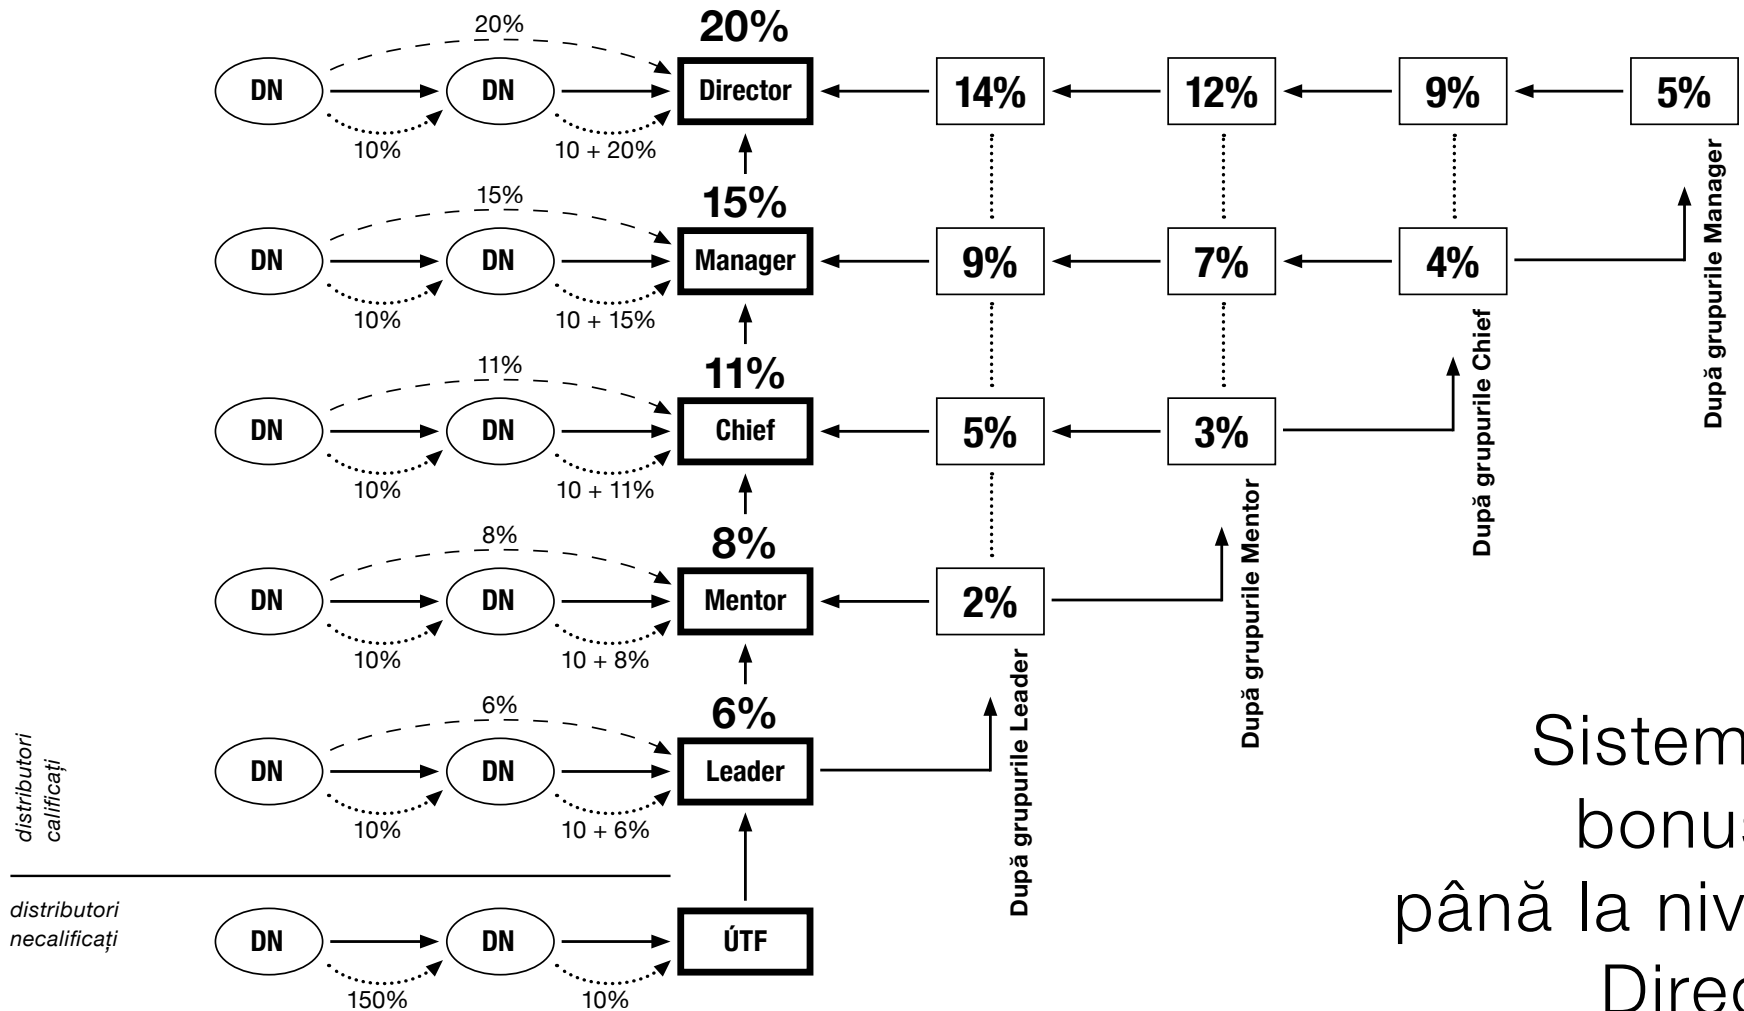 20%
20%
DN
DN
Director
14%
12%
9%
5%
10%
10 + 20%
15%
15%
DN
DN
Manager
9%
7%
4%
10%
10 + 15%
După grupurile Manager
11%
11%
DN
DN
Chief
5%
3%
10%
10 + 11%
După grupurile Chief
8%
8%
DN
DN
Mentor
2%
10%
10 + 8%
După grupurile Mentor
6%
6%
DN
DN
Leader
10%
10 + 6%
După grupurile Leader
distributori
calificați
distributori
necalificați
DN
DN
ÚTF
150%
10%
Sistem
bonus
până la niv
Direc